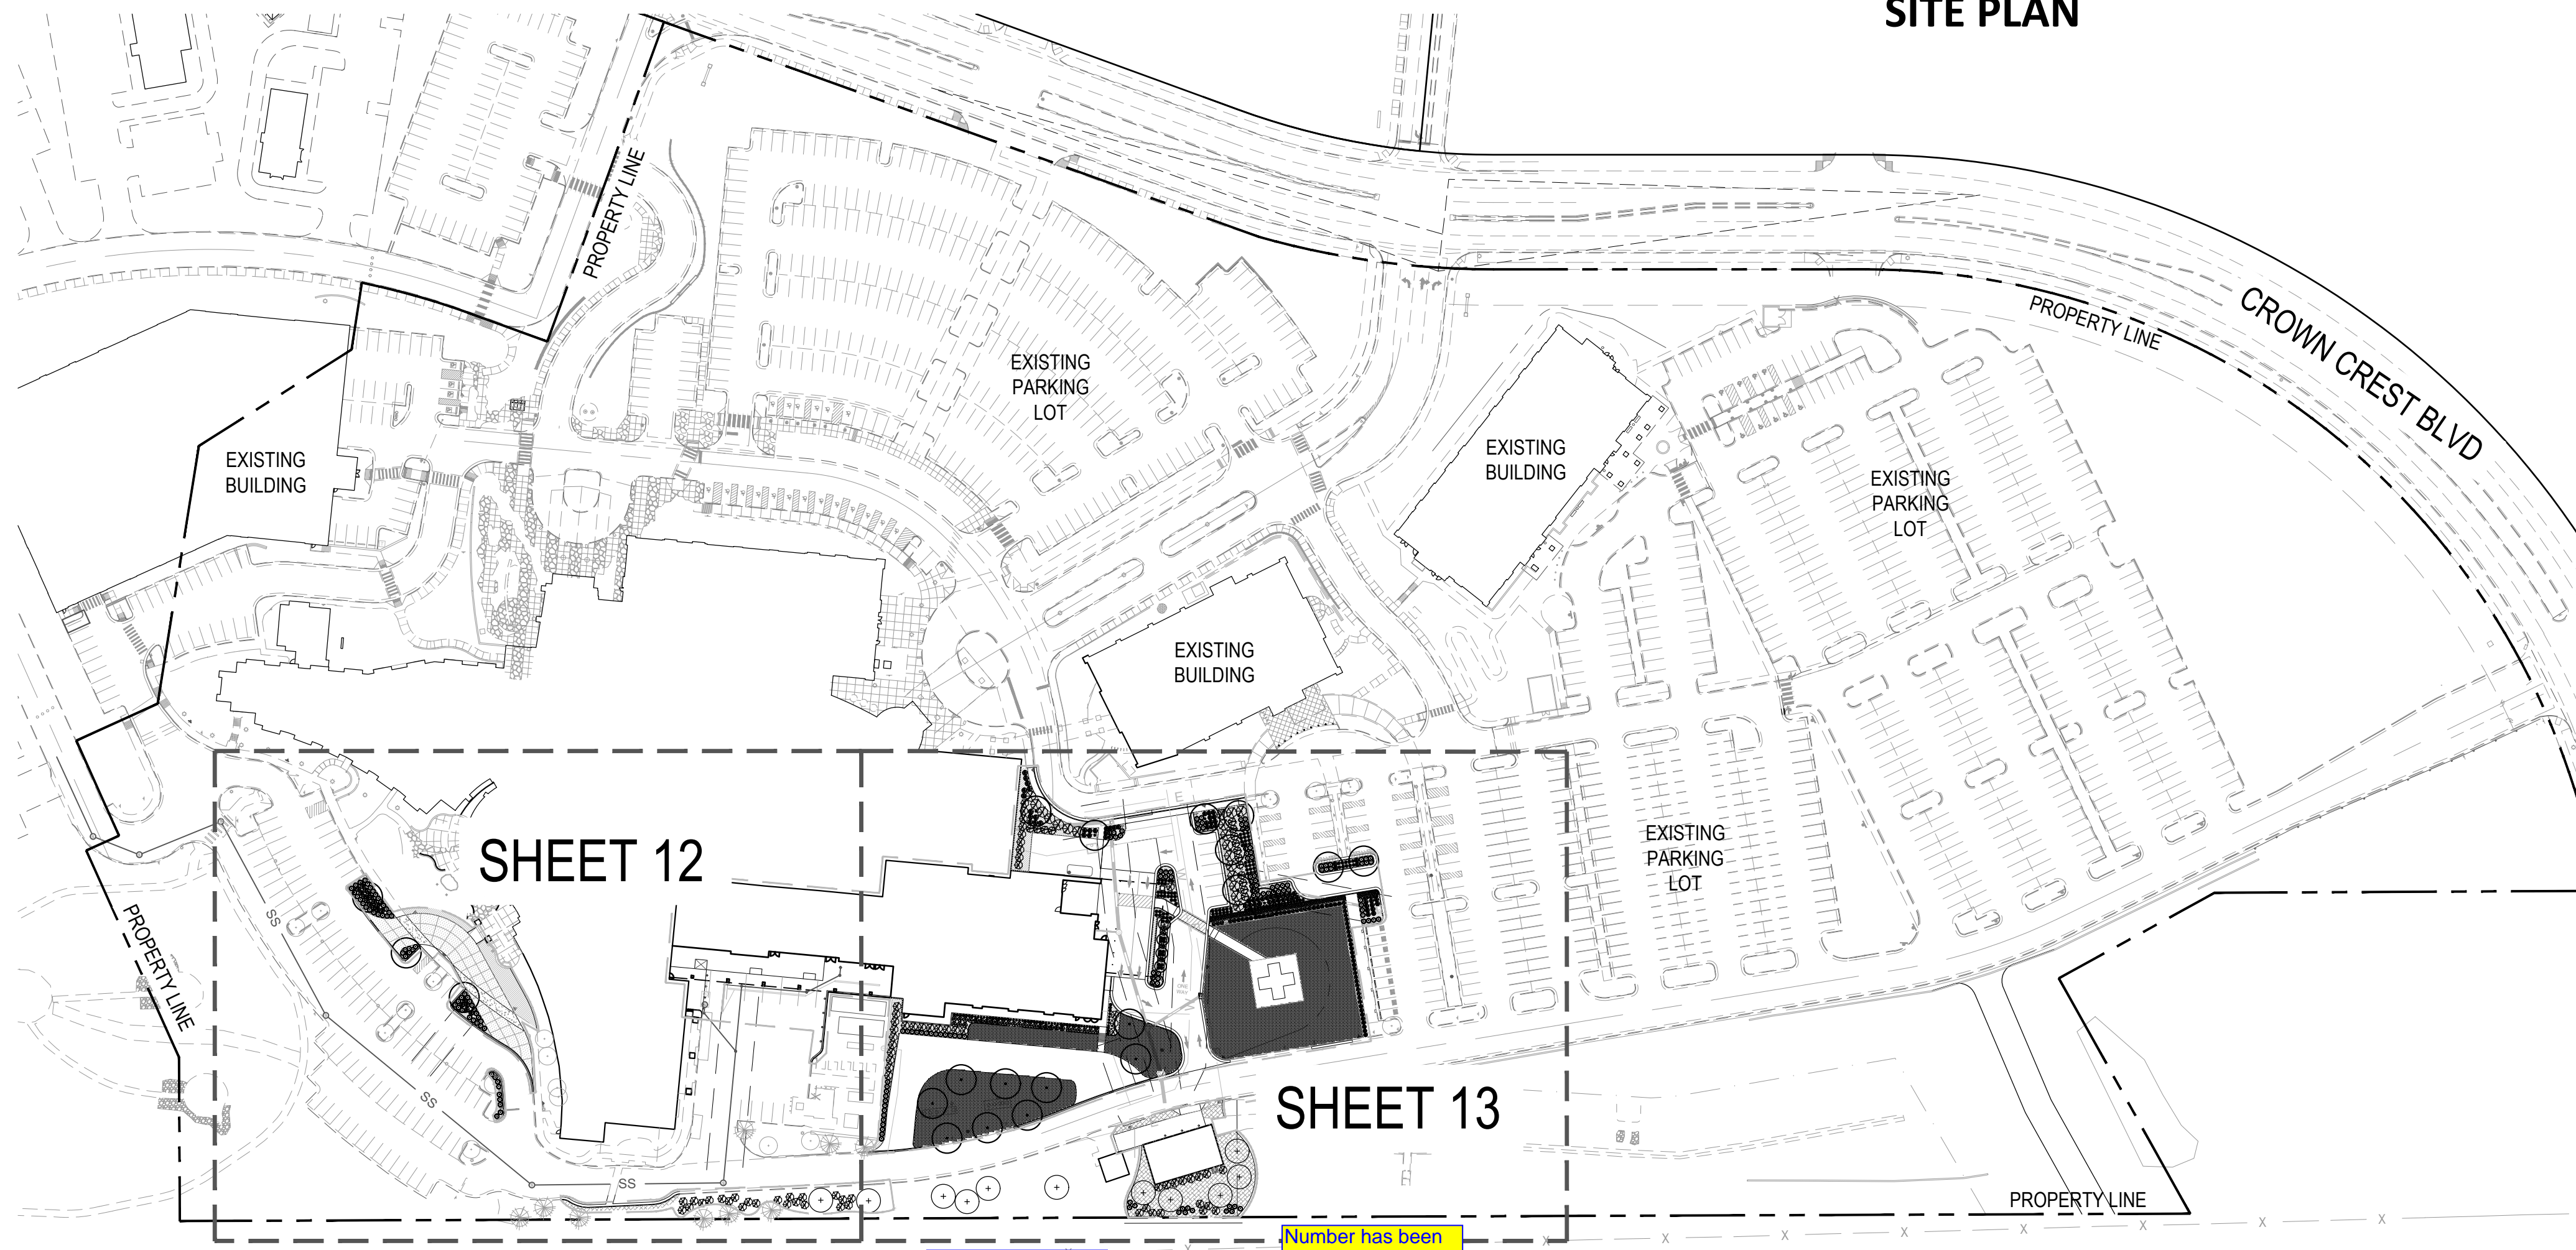 SITE PLAN
PROPERTY LINE
PROPERTY LINE
CROWN CREST BLVD
EXISTING
PARKING
LOT
EXISTING
BUILDING
EXISTING
BUILDING
EXISTING
PARKING
LOT
EXISTING
BUILDING
E
SHEET 12
EXISTING
PARKING
LOT
SS
PROPERTY LINE
ONE
WAY
SS
SHEET 13
SS
PROPERTY LINE
Number has been
X
X
X
X
X
X
X
X